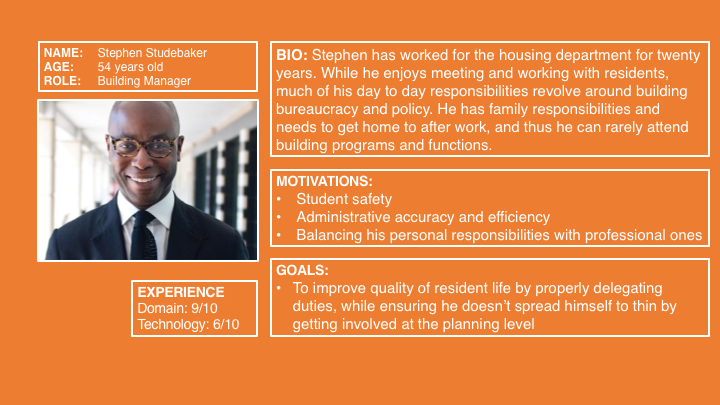 NAME: Stephen Studebaker
AGE: 54 years old
ROLE: Building Manager
BIO: Stephen has worked for the housing department for twenty
years. While he enjoys meeting and working with residents,
much of his day to day responsibilities revolve around building
bureaucracy and policy. He has family responsibilities and
needs to get home to after work, and thus he can rarely attend
building programs and functions.
MOTIVATIONS:
• Student safety
• Administrative accuracy and efficiency
• Balancing his personal responsibilities with professional ones
EXPERIENCE
Domain: 9/10
Technology: 6/10
GOALS:
• To improve quality of resident life by properly delegating
duties, while ensuring he doesn't spread himself to thin by
getting involved at the planning level